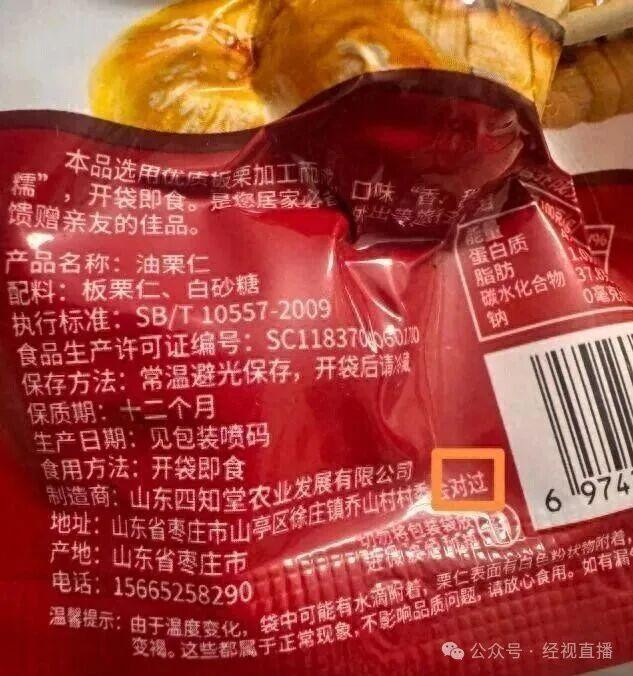 本品选用优质板栗加工而
口味“香、
糯”，开袋即食。是您居家必
馈赠亲友的佳品。
产品名称：油栗仁
配料：板栗仁、白砂糖
执行标准：SB/T 10557-2009
食品生产许可证编号：SC118370
保存方法：常温避光保存，开袋后请冷藏
保质期：十二个月
生产日期：见包装喷码
食用方法：开袋即食
制造商：山东四知堂农业发展有限公司
地址：山东省枣庄市山亭区徐庄镇乔山村村委会对过
产地：山东省枣庄市
电话：15665258290
温馨提示：由于温度变化，袋中可能有水滴附着，栗仁表面有白色粉状物附着，
变褐。这些都属于正常现象，不影响品质问题，请放心食用。如有漏
能量
蛋白质
脂肪
碳水化合物 37.0
钠 0毫克
%
6 974
公众号·经视直播